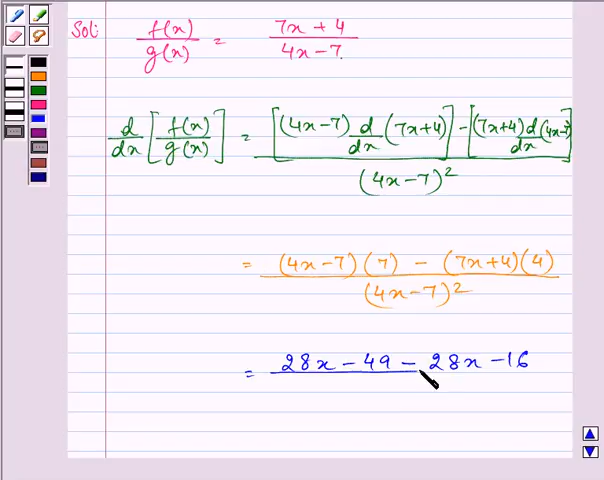 Sol: f(x)/g(x) = 7x + 4 / 4x - 7.
d/dx [f(x)/g(x)] = [(4x-7) d/dx (7x+4)] - [(7x+4) d/dx (4x-7)] / (4x-7)²
= (4x-7)(7) - (7x+4)(4) / (4x-7)²
= 28x - 49 - 28x - 16